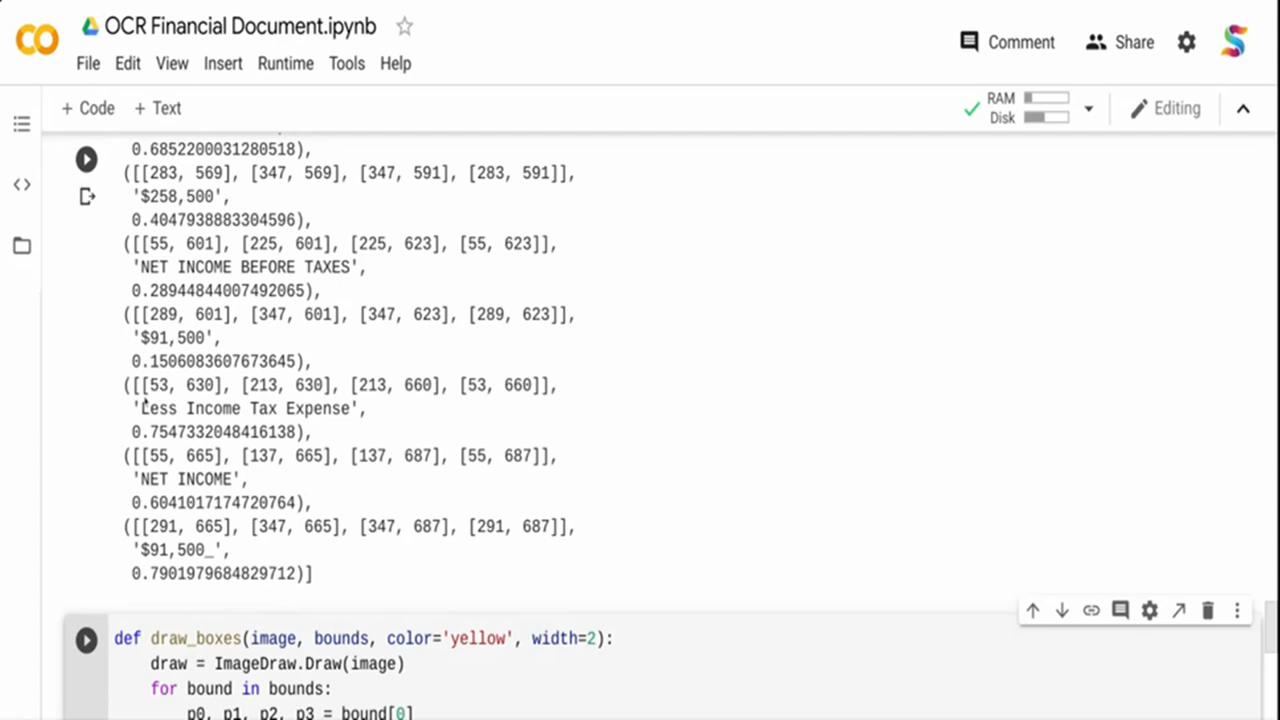 OCR Financial Document.ipynb
File Edit View Insert Runtime Tools Help
Comment Share
+ Code + Text
RAM
Disk
Editing
0.6852200031280518),
([[283, 569], [347, 569], [347, 591], [283, 591]],
'$258,500',
0.4047938883304596),
([[55, 601], [225, 601], [225, 623], [55, 623]],
'NET INCOME BEFORE TAXES',
0.28944844007492065),
([[289, 601], [347, 601], [347, 623], [289, 623]],
'$91,500',
0.1506083607673645),
([[53, 630], [213, 630], [213, 660], [53, 660]],
'Less Income Tax Expense',
0.7547332048416138),
([[55, 665], [137, 665], [137, 687], [55, 687]],
'NET INCOME',
0.6041017174720764),
([[291, 665], [347, 665], [347, 687], [291, 687]],
'$91,500_',
0.7901979684829712)]
def draw_boxes(image, bounds, color='yellow', width=2):
draw = ImageDraw.Draw(image)
for bound in bounds:
p0, p1, p2, p3 = bound[0]